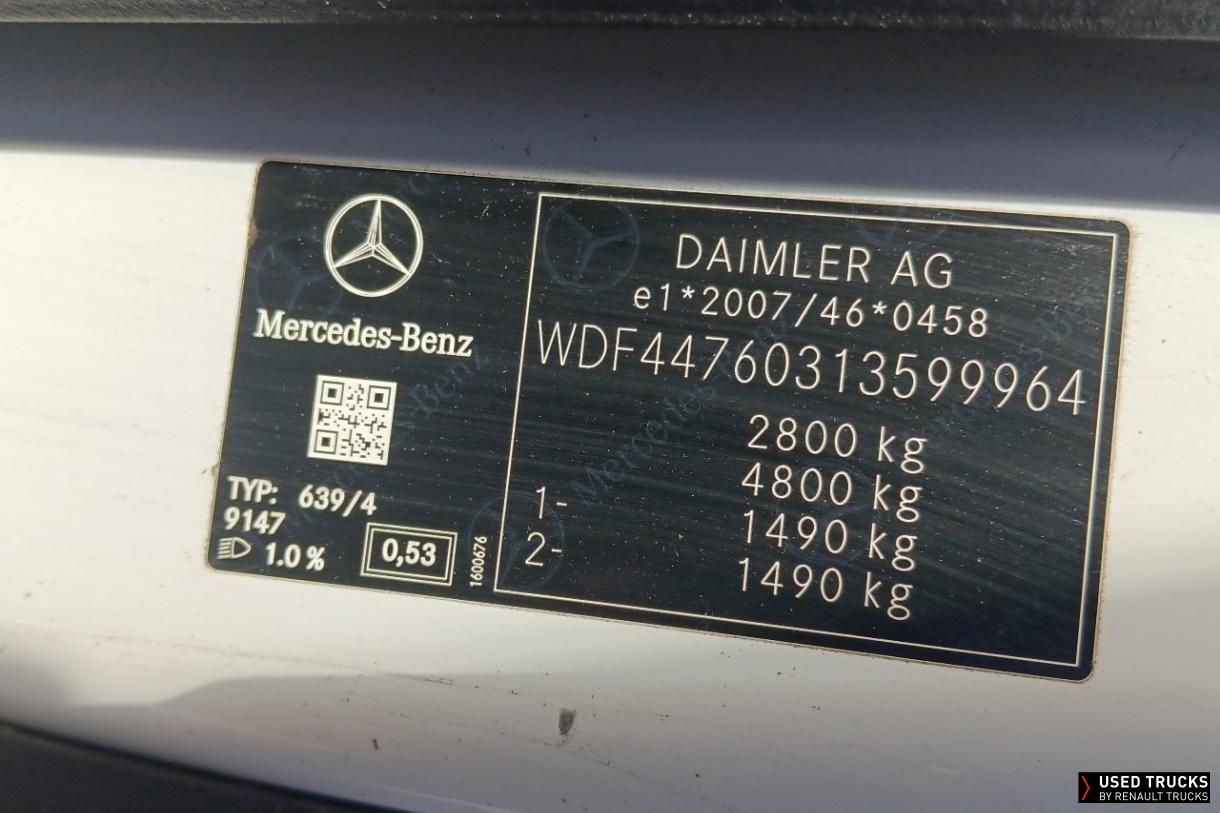 Mercedes-Benz
TYP: 639/4
9147
1.0 %
0,53
1600676
DAIMLER AG
e1*2007/46*0458
WDF44760313599964
2800 kg
4800 kg
1- 1490 kg
2- 1490 kg
USED TRUCKS
BY RENAULT TRUCKS